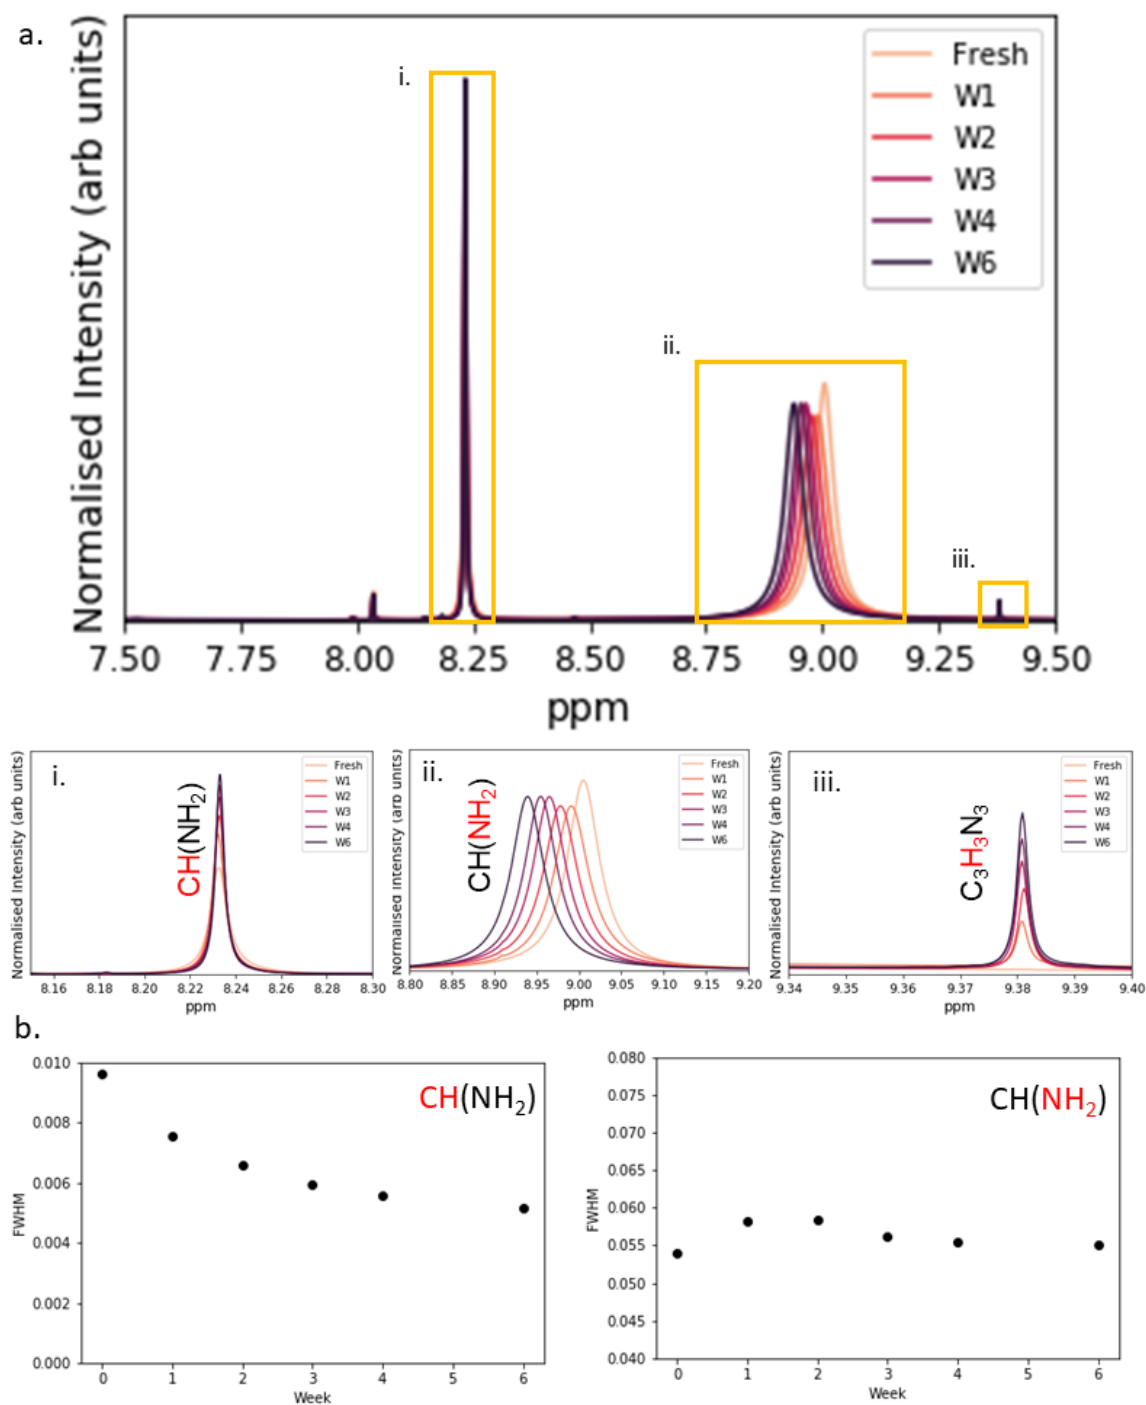 a.
Normalised Intensity (arb units)
i.
ii.
iii.
Fresh
W1
W2
W3
W4
W6
7.50 7.75 8.00 8.25 8.50 8.75 9.00 9.25 9.50
ppm
i.
Normalised Intensity (arb units)
CH(NH₂)
Fresh
W1
W2
W3
W4
W6
8.16 8.18 8.20 8.22 8.24 8.26 8.28 8.30
ppm
ii.
Normalised Intensity (arb units)
CH(NH₂)
Fresh
W1
W2
W3
W4
W6
8.80 8.85 8.90 8.95 9.00 9.05 9.10 9.15 9.20
ppm
iii.
Normalised Intensity (arb units)
C₃H₃N₃
Fresh
W1
W2
W3
W4
W6
9.34 9.35 9.36 9.37 9.38 9.39 9.40
ppm
b.
0.010
0.008
0.006
0.004
0.002
0.000
FWHM
CH(NH₂)
0 1 2 3 4 5 6
Week
0.080
0.075
0.070
0.065
0.060
0.055
0.050
0.045
0.040
FWHM
CH(NH₂)
0 1 2 3 4 5 6
Week